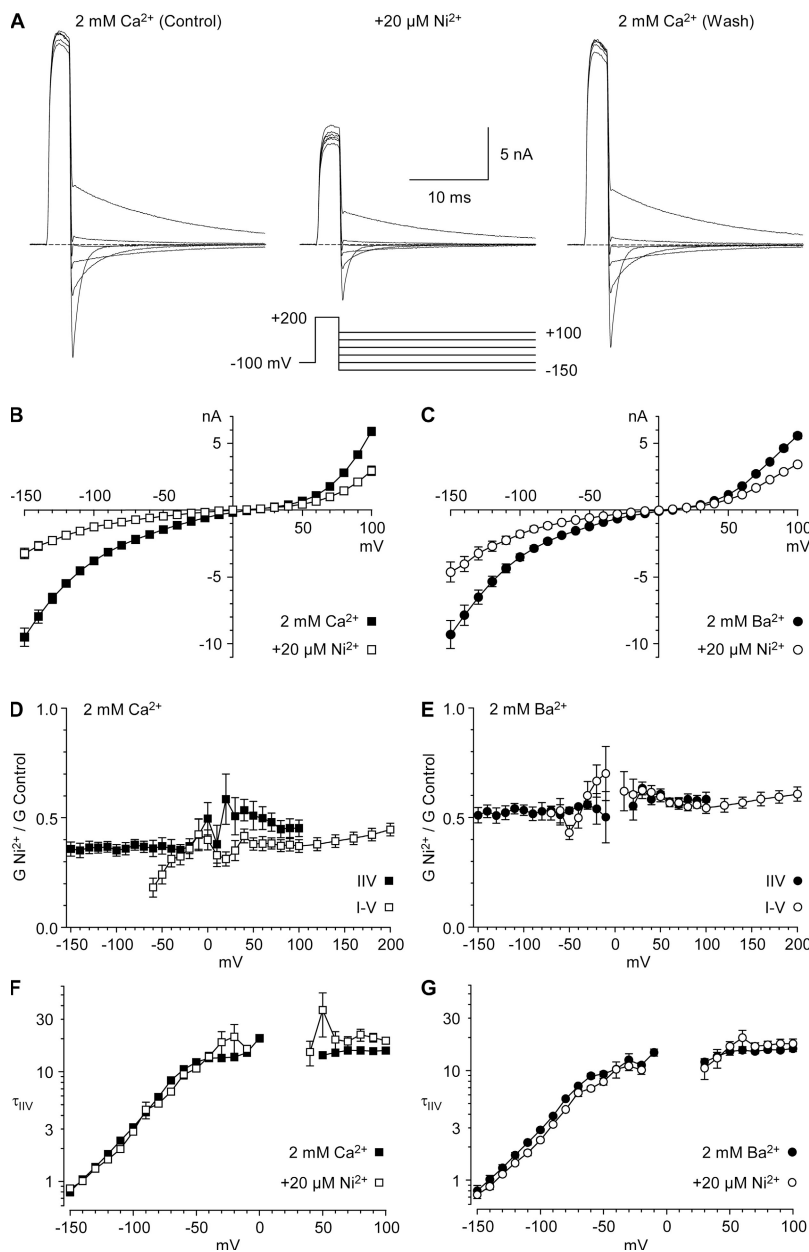 A
2 mM Ca²⁺ (Control)
+20 µM Ni²⁺
2 mM Ca²⁺ (Wash)
5 nA
10 ms
+200
-100 mV
+100
-150
B
nA
5
-150
-100
-50
50
100
mV
-5
-10
2 mM Ca²⁺
+20 µM Ni²⁺
C
nA
5
-150
-100
-50
50
100
mV
-5
-10
2 mM Ba²⁺
+20 µM Ni²⁺
D
2 mM Ca²⁺
G Ni²⁺ / G Control
1.0
0.5
0.0
IIV
I-V
-150
-100
-50
0
50
100
150
200
mV
E
2 mM Ba²⁺
G Ni²⁺ / G Control
1.0
0.5
0.0
IIV
I-V
-150
-100
-50
0
50
100
150
200
mV
F
30
10
3
1
τIIV
2 mM Ca²⁺
+20 µM Ni²⁺
-150
-100
-50
0
50
100
mV
G
30
10
3
1
τIIV
2 mM Ba²⁺
+20 µM Ni²⁺
-150
-100
-50
0
50
100
mV